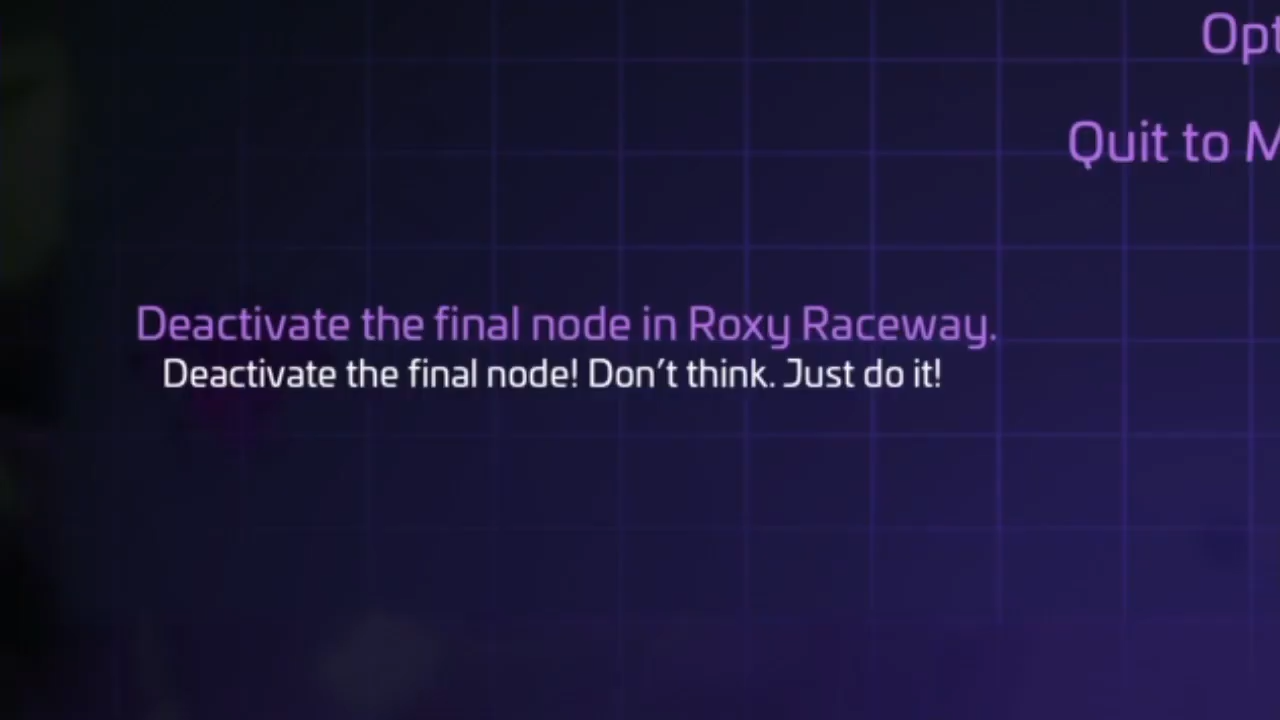 Opt
Quit to M
Deactivate the final node in Roxy Raceway.
Deactivate the final node! Don't think. Just do it!